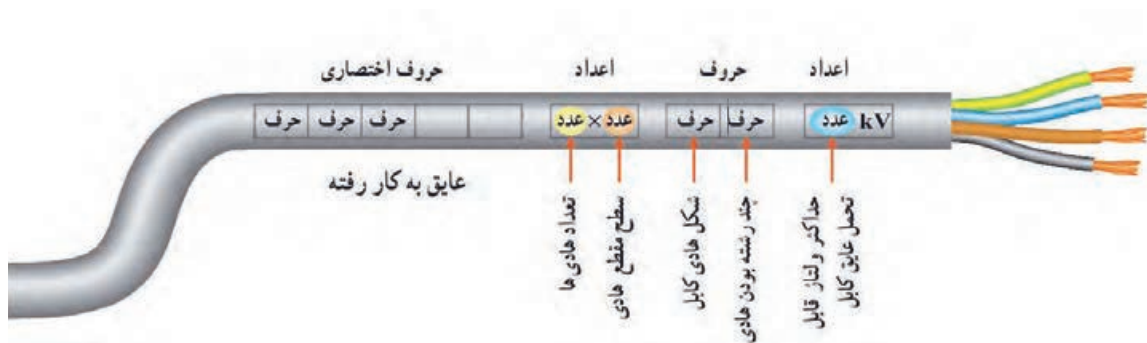 حروف اختصاری
اعداد
حروف
اعداد
حرف حرف حرف
عدد × عدد
حرف حرف
عدد kV
عایق به کار رفته
تعداد هادی‌ها
سطح مقطع هادی
شکل هادی کابل
چند رشته بودن هادی
حداکثر ولتاژ قابل
تحمل عایق کابل